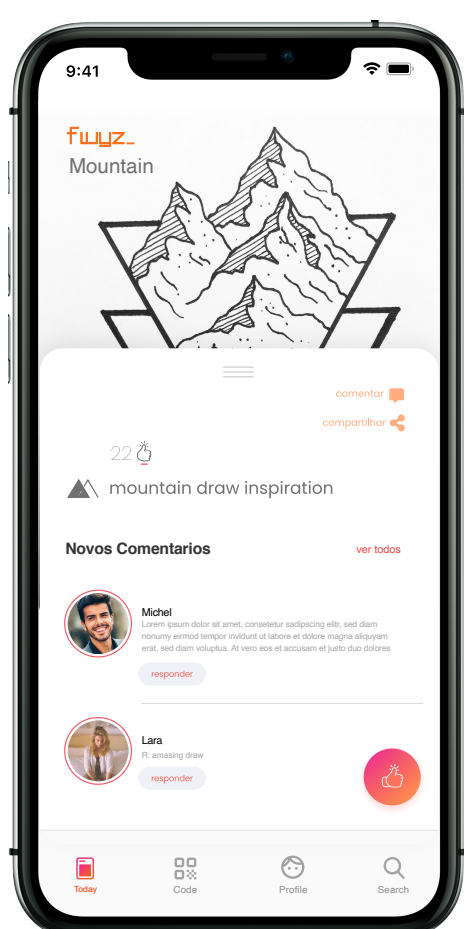 9:41
fwyz_
Mountain
comentar
compartilhar
22
mountain draw inspiration
Novos Comentarios
ver todos
Michel
Lorem ipsum dolor sit amet, consetetur sadipscing elitr, sed diam
nonumy eirmod tempor invidunt ut labore et dolore magna aliquyam
erat, sed diam voluptua. At vero eos et accusam et justo duo dolores
responder
Lara
R: amasing draw
responder
Today
Code
Profile
Search